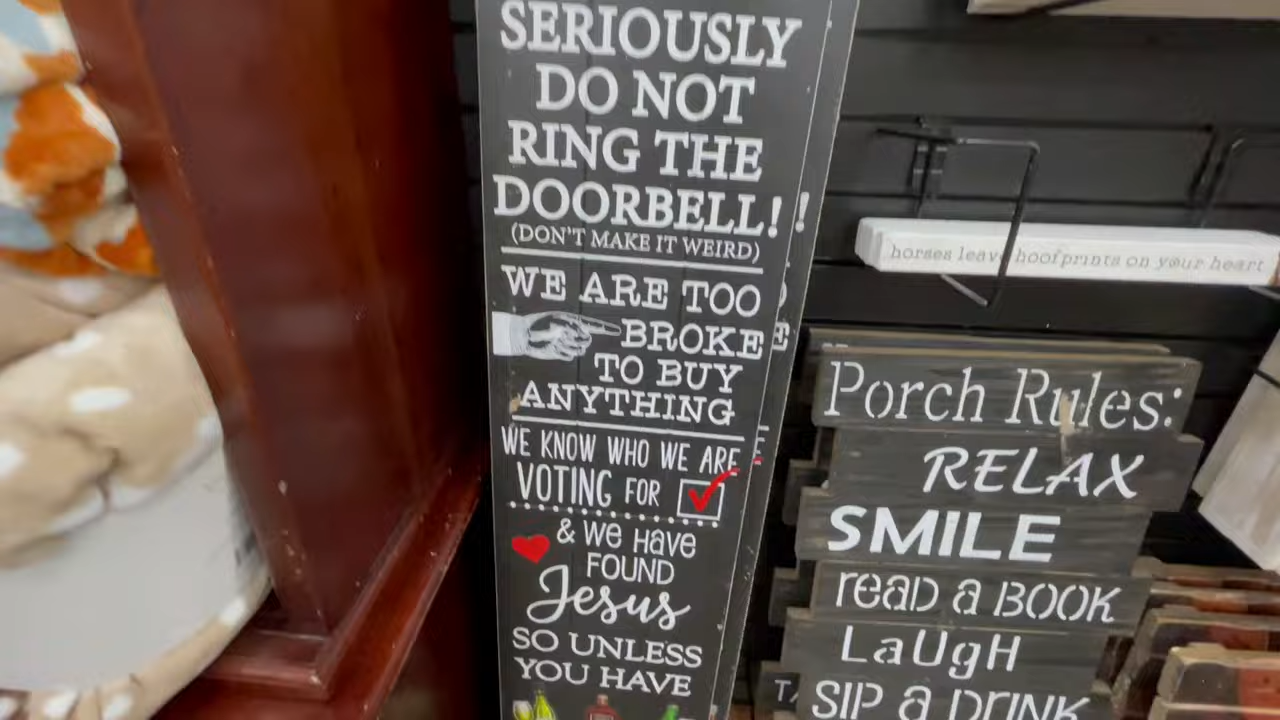 SERIOUSLY
DO NOT
RING THE
DOORBELL!
(DON'T MAKE IT WEIRD)
WE ARE TOO
BROKE
TO BUY
ANYTHING
WE KNOW WHO WE ARE
VOTING FOR
& WE HAVE
FOUND
Jesus
SO UNLESS
YOU HAVE
!
E
horses leave hoofprints on your heart
Porch Rules:
RELAX
SMILE
reaD a BOOK
LaUgH
SIP a DRINK